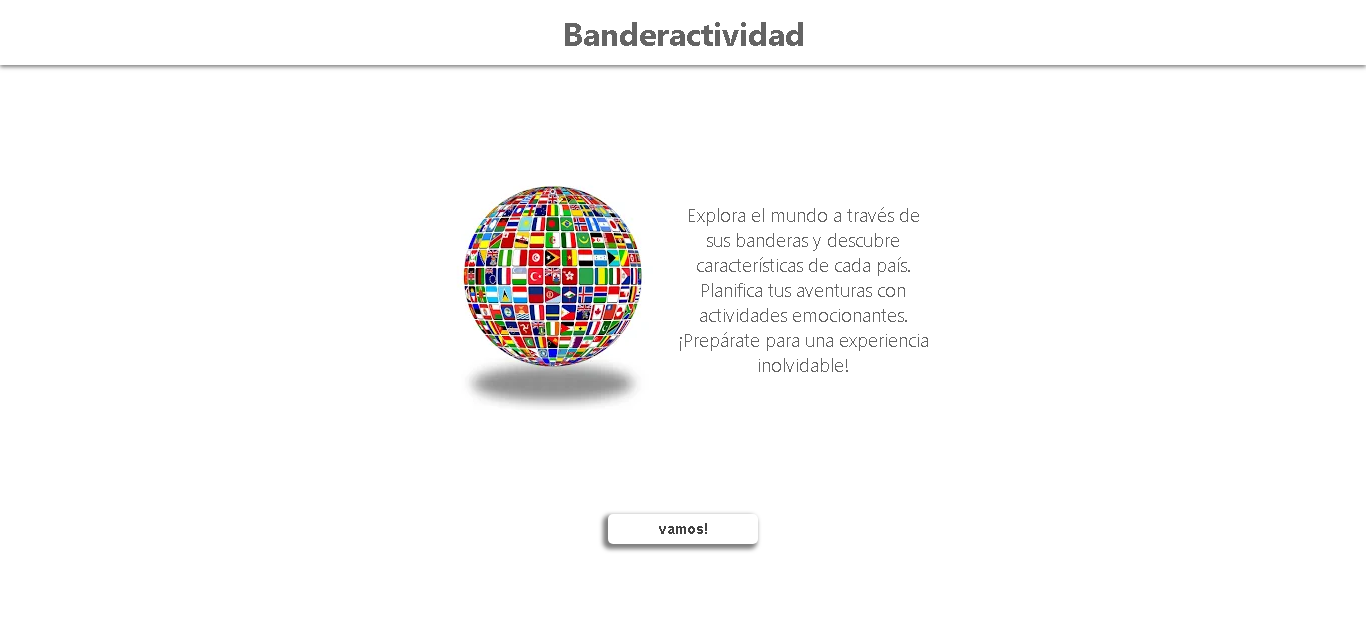 Banderactividad
Explora el mundo a través de
sus banderas y descubre
características de cada país.
Planifica tus aventuras con
actividades emocionantes.
¡Prepárate para una experiencia
inolvidable!
vamos!